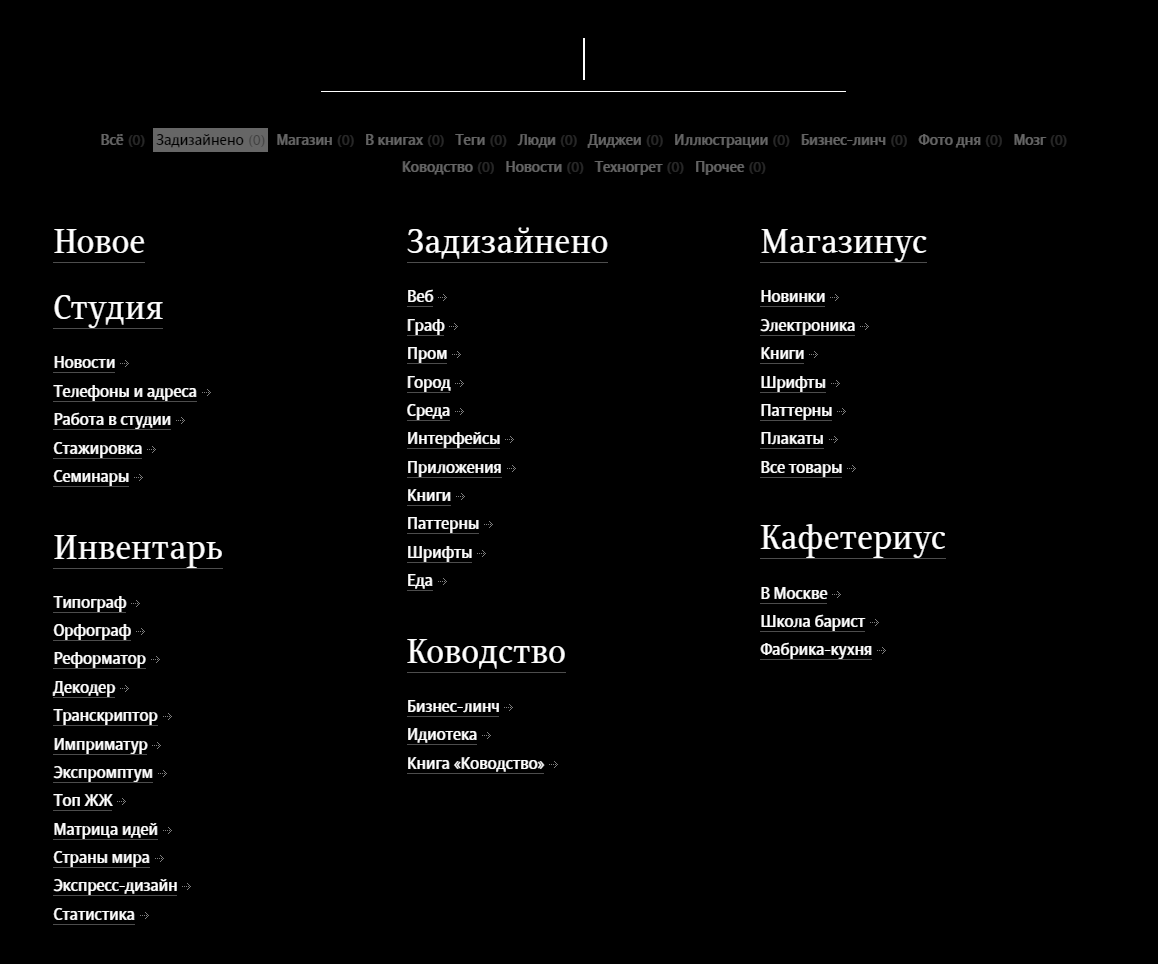 Всё (0) Задизайнено (0) Магазин (0) В книгах (0) Теги (0) Люди (0) Диджеи (0) Иллюстрации (0) Бизнес-линч (0) Фото дня (0) Мозг (0)
Ководство (0) Новости (0) Техногрет (0) Прочее (0)
Новое
Студия
Новости →
Телефоны и адреса →
Работа в студии →
Стажировка →
Семинары →
Инвентарь
Типограф →
Орфограф →
Реформатор →
Декодер →
Транскриптор →
Имприматур →
Экспромптум →
Топ ЖЖ →
Матрица идей →
Страны мира →
Экспресс-дизайн →
Статистика →
Задизайнено
Веб →
Граф →
Пром →
Город →
Среда →
Интерфейсы →
Приложения →
Книги →
Паттерны →
Шрифты →
Еда →
Ководство
Бизнес-линч →
Идиотека →
Книга «Ководство» →
Магазинус
Новинки →
Электроника →
Книги →
Шрифты →
Паттерны →
Плакаты →
Все товары →
Кафетериус
В Москве →
Школа барист →
Фабрика-кухня →